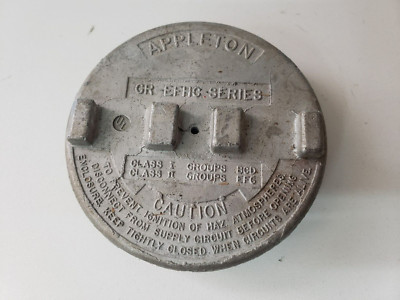 APPLETON
GR-EFHC-SERIES
UL
CLASS I GROUPS BCD
CLASS II GROUPS EFG
CAUTION
TO PREVENT IGNITION OF HAZ ATMOSPHERES
DISCONNECT FROM SUPPLY CIRCUIT BEFORE OPENING
ENCLOSURE. KEEP TIGHTLY CLOSED WHEN CIRCUITS ARE ALIVE